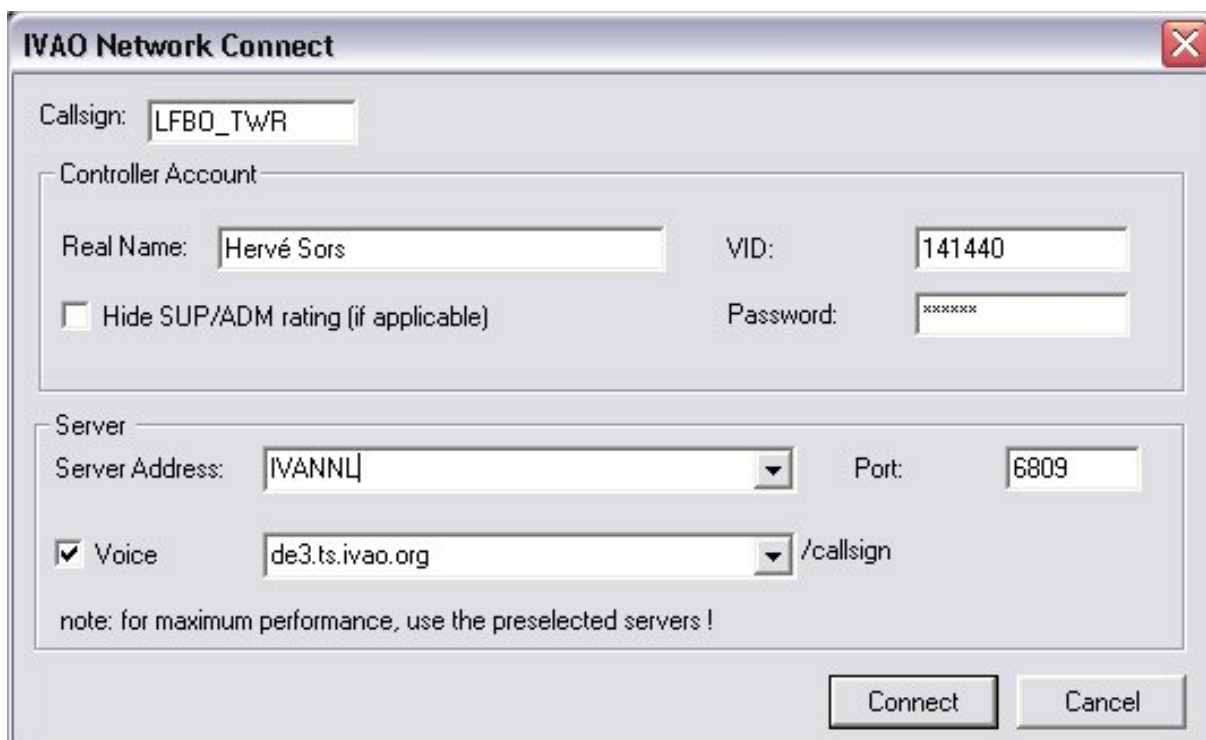 IVAO Network Connect
Callsign: LFBO_TWR
Controller Account
Real Name: Hervé Sors VID: 141440
Hide SUP/ADM rating (if applicable) Password: ××××××
Server
Server Address: IVANNL Port: 6809
Voice de3.ts.ivao.org /callsign
note: for maximum performance, use the preselected servers !
Connect Cancel